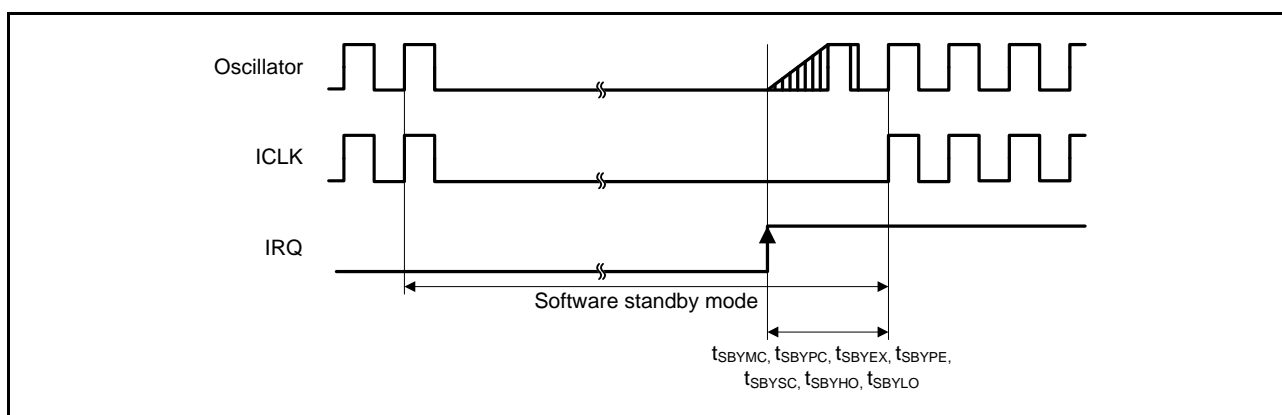 Oscillator
ICLK
IRQ
Software standby mode
tSBYMC, tSBYPC, tSBYEX, tSBYPE,
tSBYSC, tSBYHO, tSBYLO